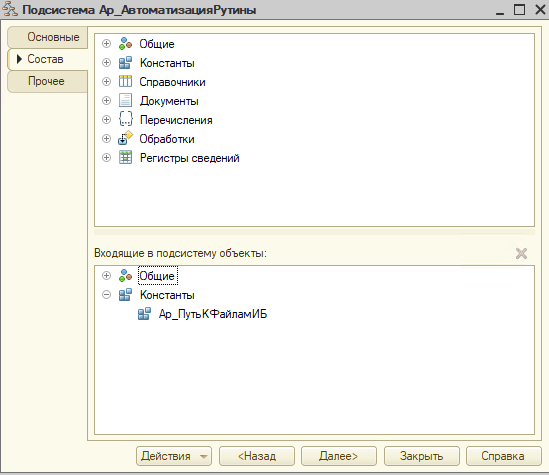 Подсистема Ар_АвтоматизацияРутины
Основные
Состав
Прочее
Общие
Константы
Справочники
Документы
Перечисления
Обработки
Регистры сведений
Входящие в подсистему объекты:
Общие
Константы
Ар_ПутьКФайламИБ
Действия
<Назад
Далее>
Закрыть
Справка